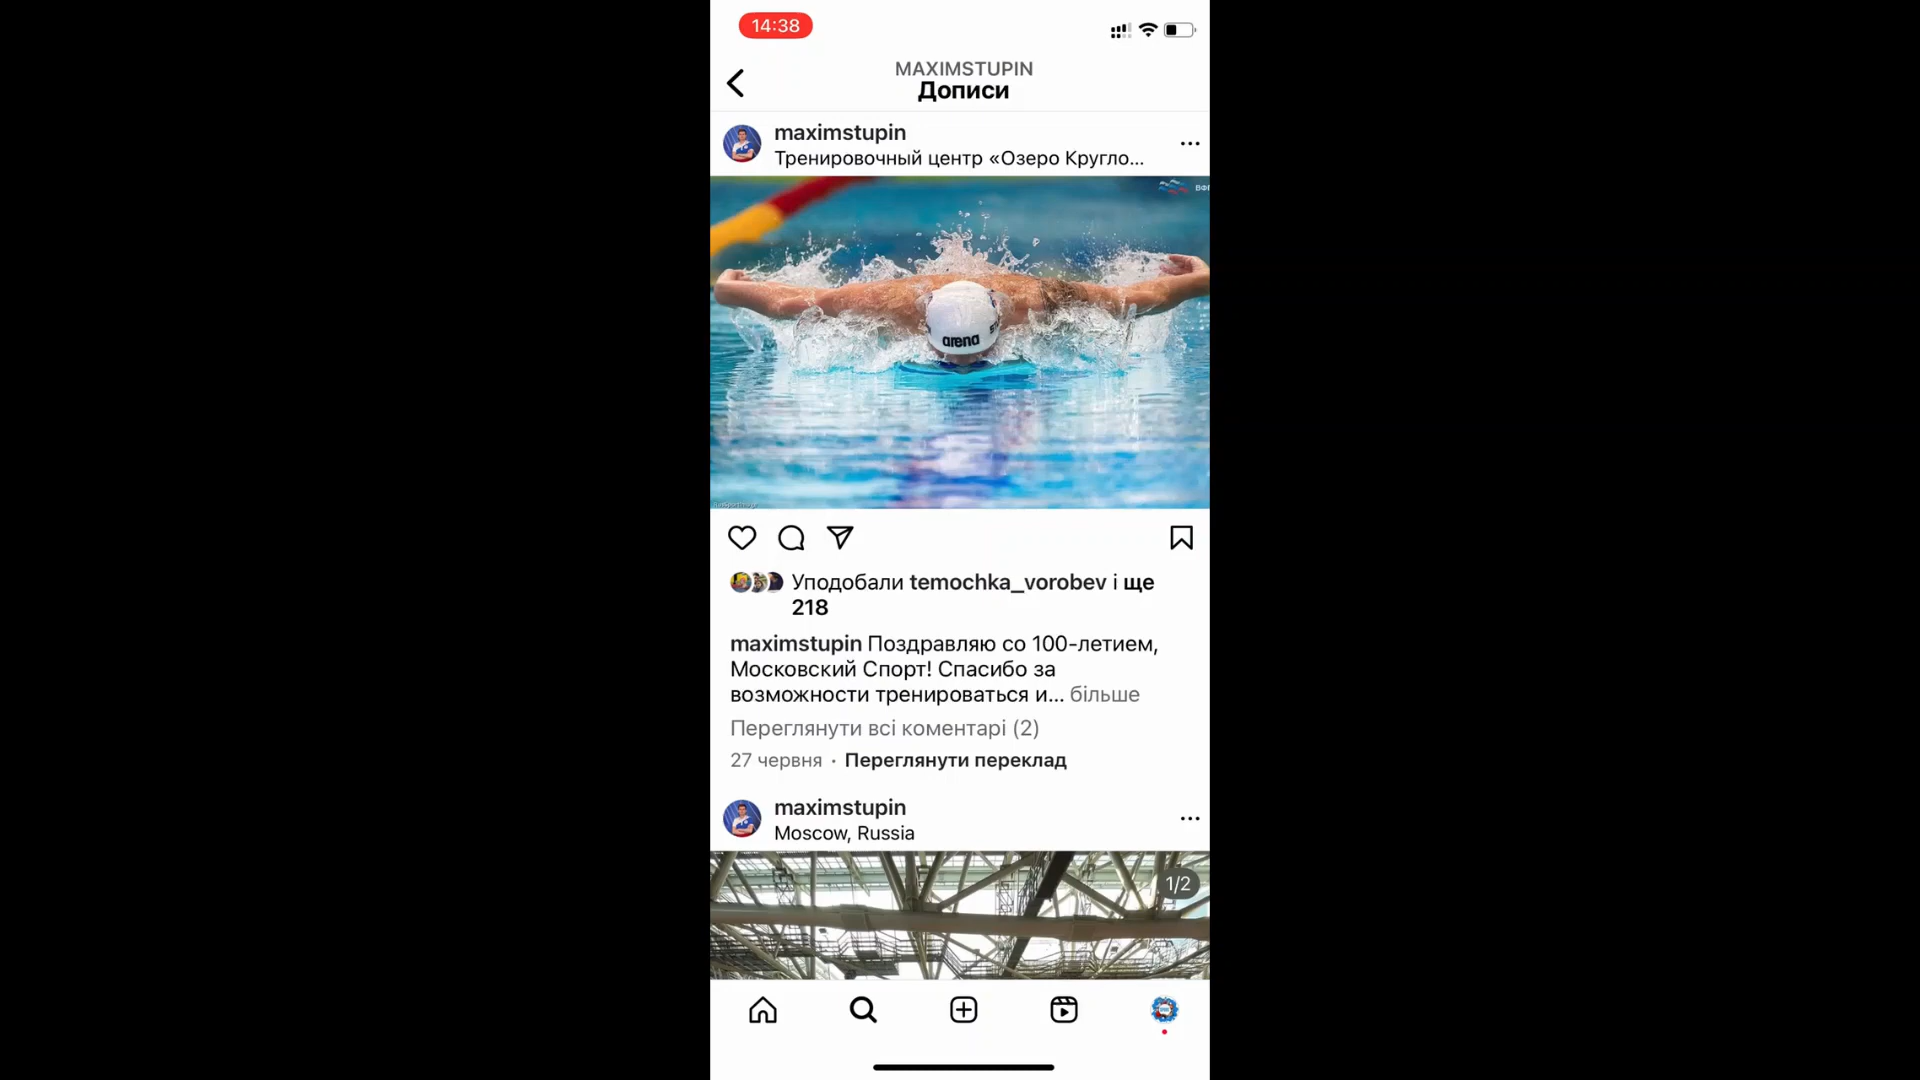 14:38
MAXIMSTUPIN
Дописи
maximstupin
Тренировочный центр «Озеро Кругло...
arena
Уподобали temochka_vorobev і ще
218
maximstupin Поздравляю со 100-летием,
Московский Спорт! Спасибо за
возможности тренироваться и... більше
Переглянути всі коментарі (2)
27 червня · Переглянути переклад
maximstupin
Moscow, Russia
1/2